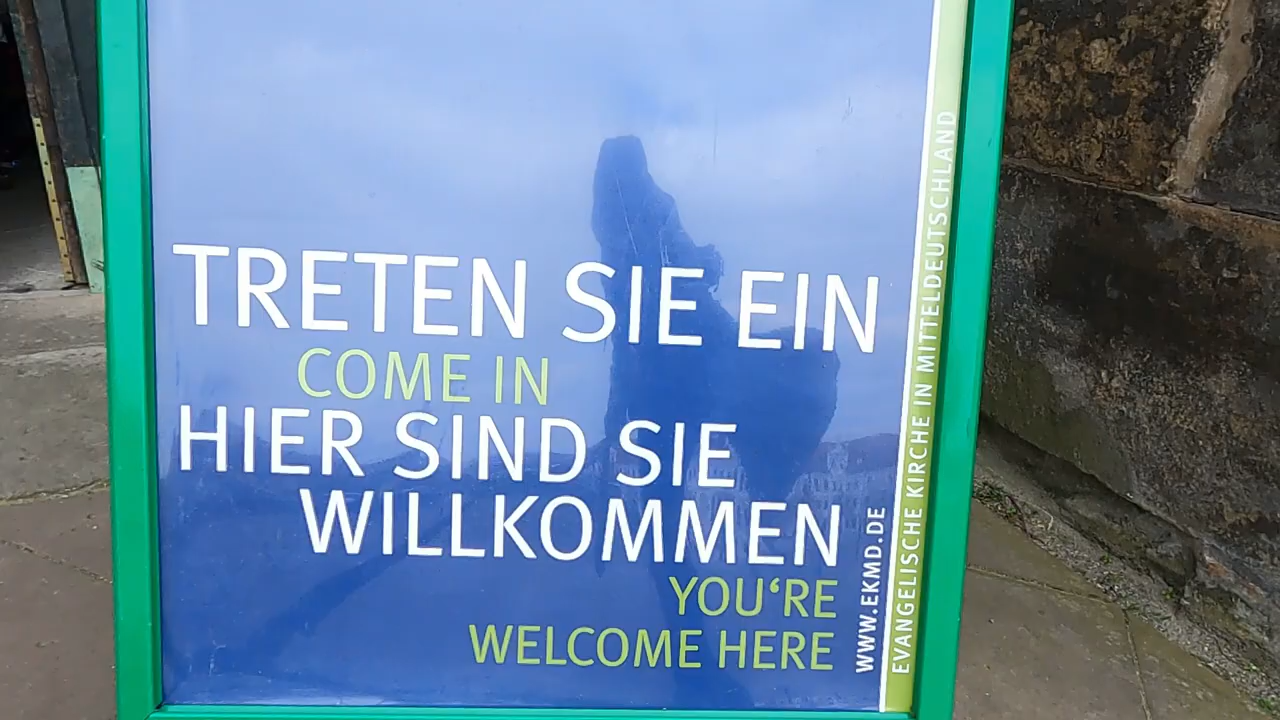 TRETEN SIE EIN
COME IN
HIER SIND SIE
WILLKOMMEN
YOU‘RE
WELCOME HERE
WWW.EKMD.DE
EVANGELISCHE KIRCHE IN MITTELDEUTSCHLAND